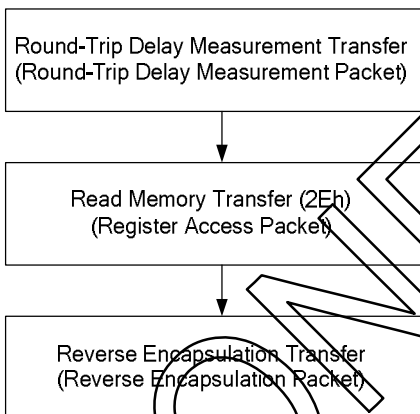 Round-Trip Delay Measurement Transfer
(Round-Trip Delay Measurement Packet)
Read Memory Transfer (2Eh)
(Register Access Packet)
Reverse Encapsulation Transfer
(Reverse Encapsulation Packet)